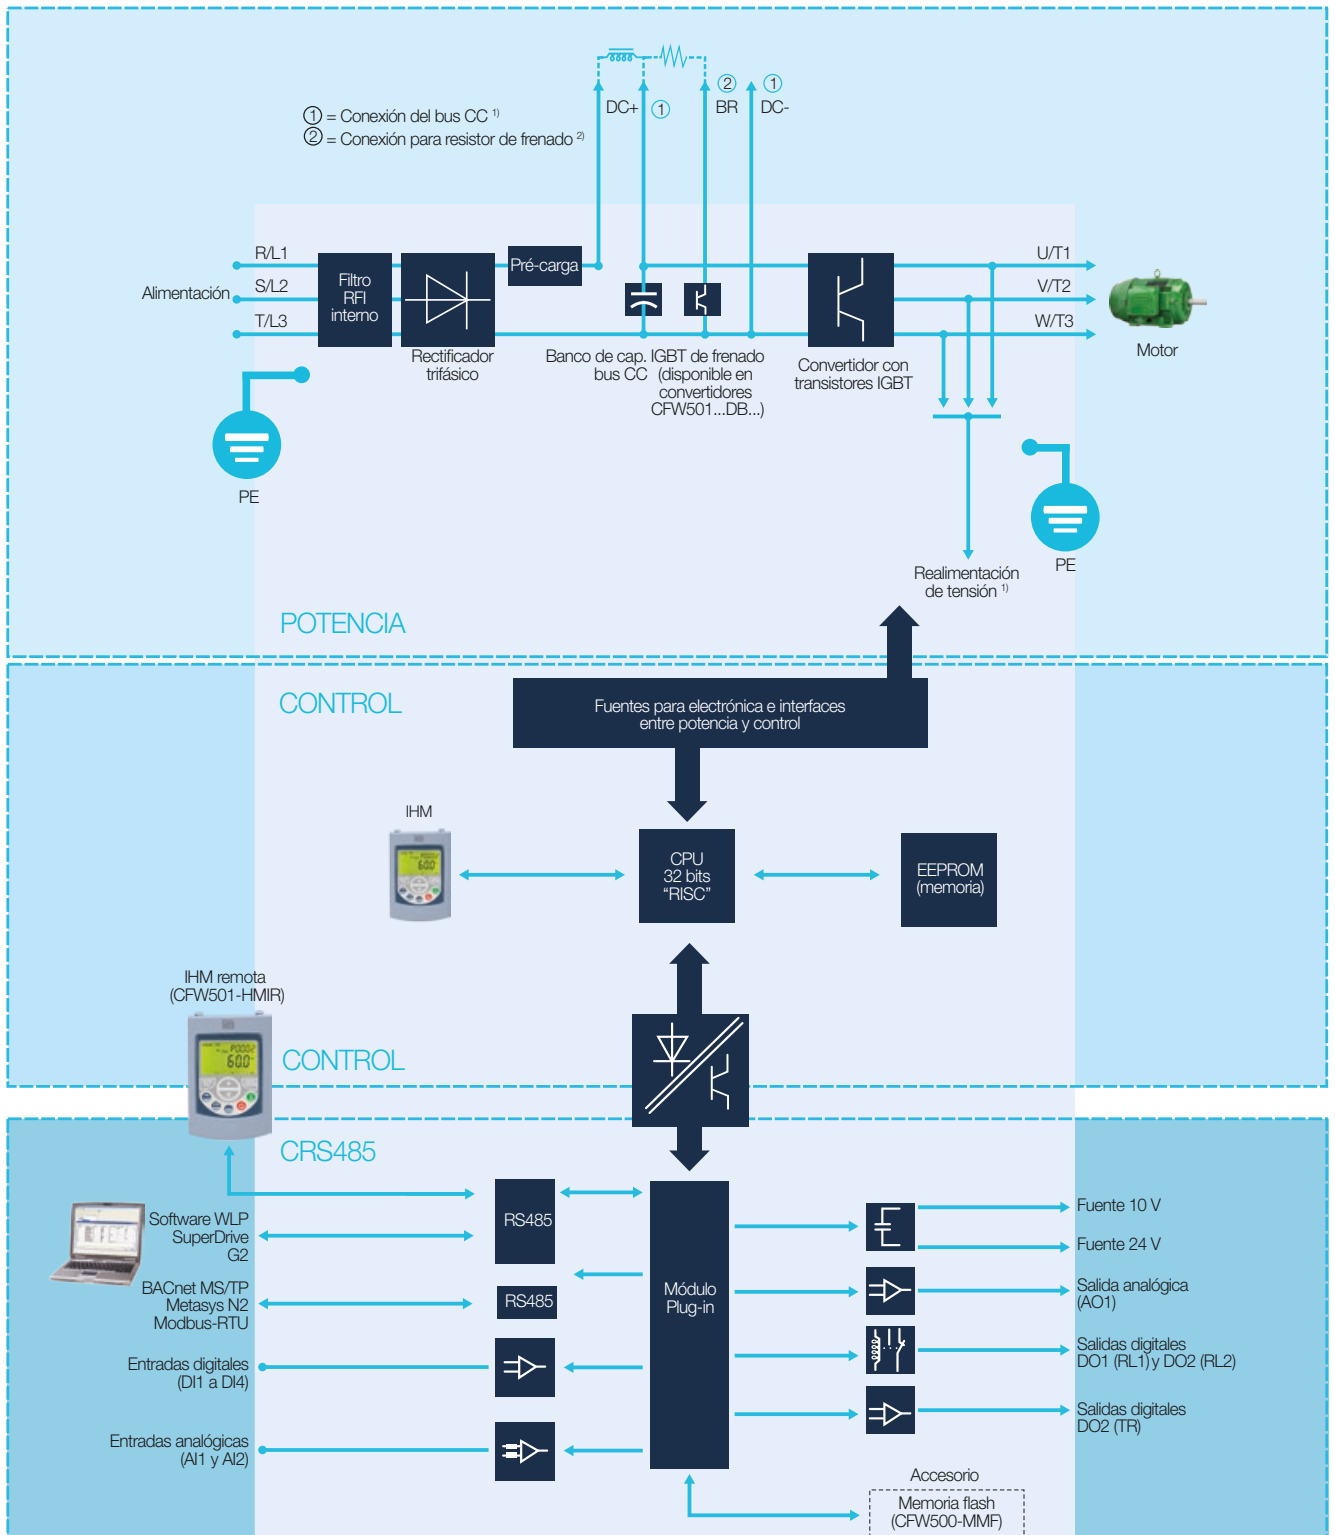 ① = Conexión del bus CC 1)
② = Conexión para resistor de frenado 2)
DC+
①
②
BR
①
DC-
Alimentación
R/L1
S/L2
T/L3
Filtro
RFI
interno
Rectificador
trifásico
Pré-carga
Banco de cap.
bus CC
IGBT de frenado
(disponible en
convertidores
CFW501...DB...)
Convertidor con
transistores IGBT
U/T1
V/T2
W/T3
Motor
PE
PE
Realimentación
de tensión 1)
POTENCIA
CONTROL
Fuentes para electrónica e interfaces
entre potencia y control
IHM
60.0
CPU
32 bits
“RISC”
EEPROM
(memoria)
IHM remota
(CFW501-HMIR)
60.0
CONTROL
CRS485
Software WLP
SuperDrive
G2
RS485
BACnet MS/TP
Metasys N2
Modbus-RTU
RS485
Entradas digitales
(DI1 a DI4)
Entradas analógicas
(AI1 y AI2)
Módulo
Plug-in
Fuente 10 V
Fuente 24 V
Salida analógica
(AO1)
Salidas digitales
DO1 (RL1) y DO2 (RL2)
Salidas digitales
DO2 (TR)
Accesorio
Memoria flash
(CFW500-MMF)